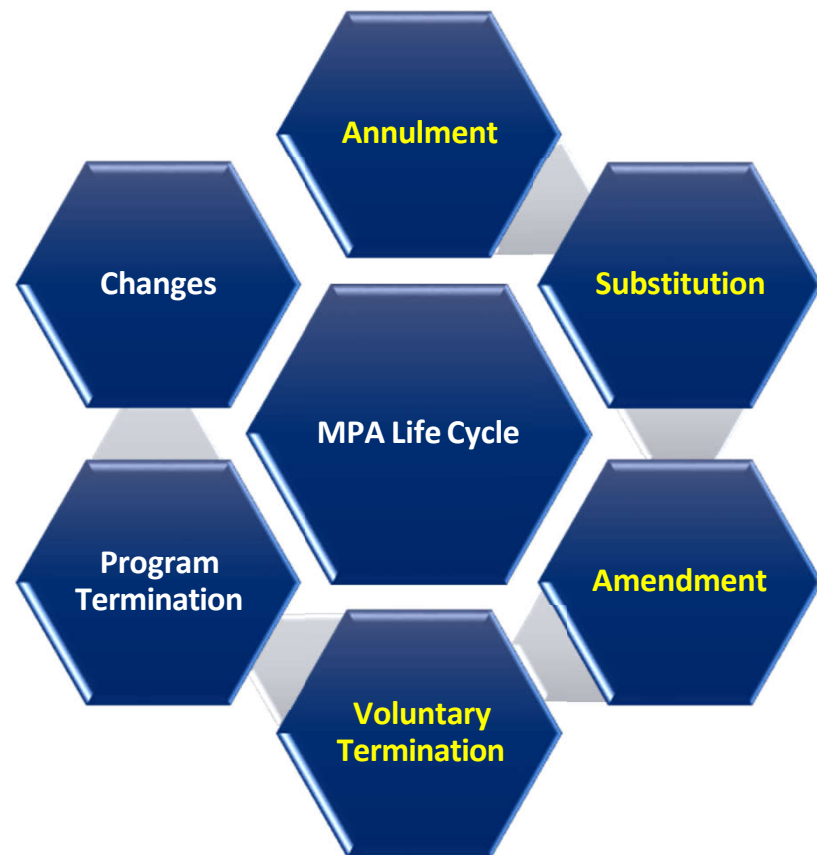 Annulment
Changes
Substitution
MPA Life Cycle
Program
Termination
Amendment
Voluntary
Termination